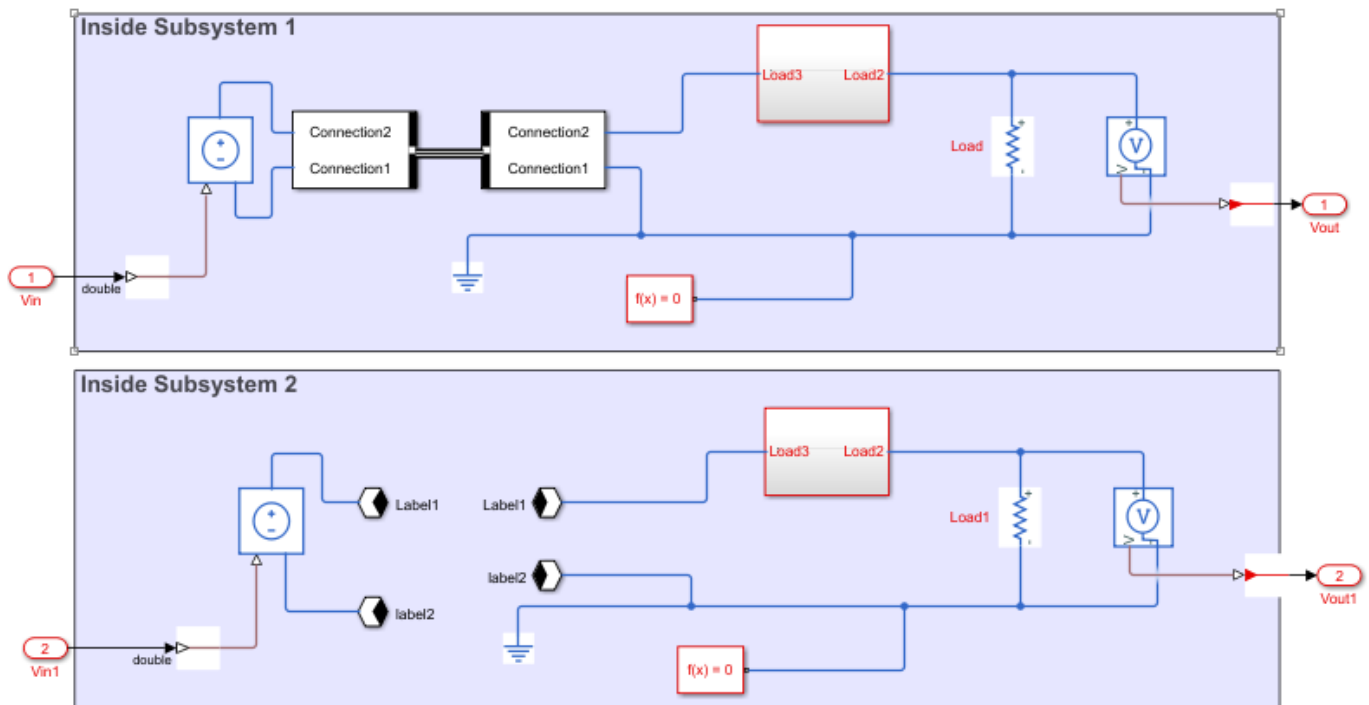 Inside Subsystem 1
Load3 Load2
Connection2 Connection2
Connection1 Connection1
Load
+
-
+
-
V
V
1
Vout
1
Vin
double
f(x) = 0
Inside Subsystem 2
Load3 Load2
Label1 Label1
Load1
+
-
+
-
V
V
label2
label2
2
Vout1
2
Vin1
double
f(x) = 0